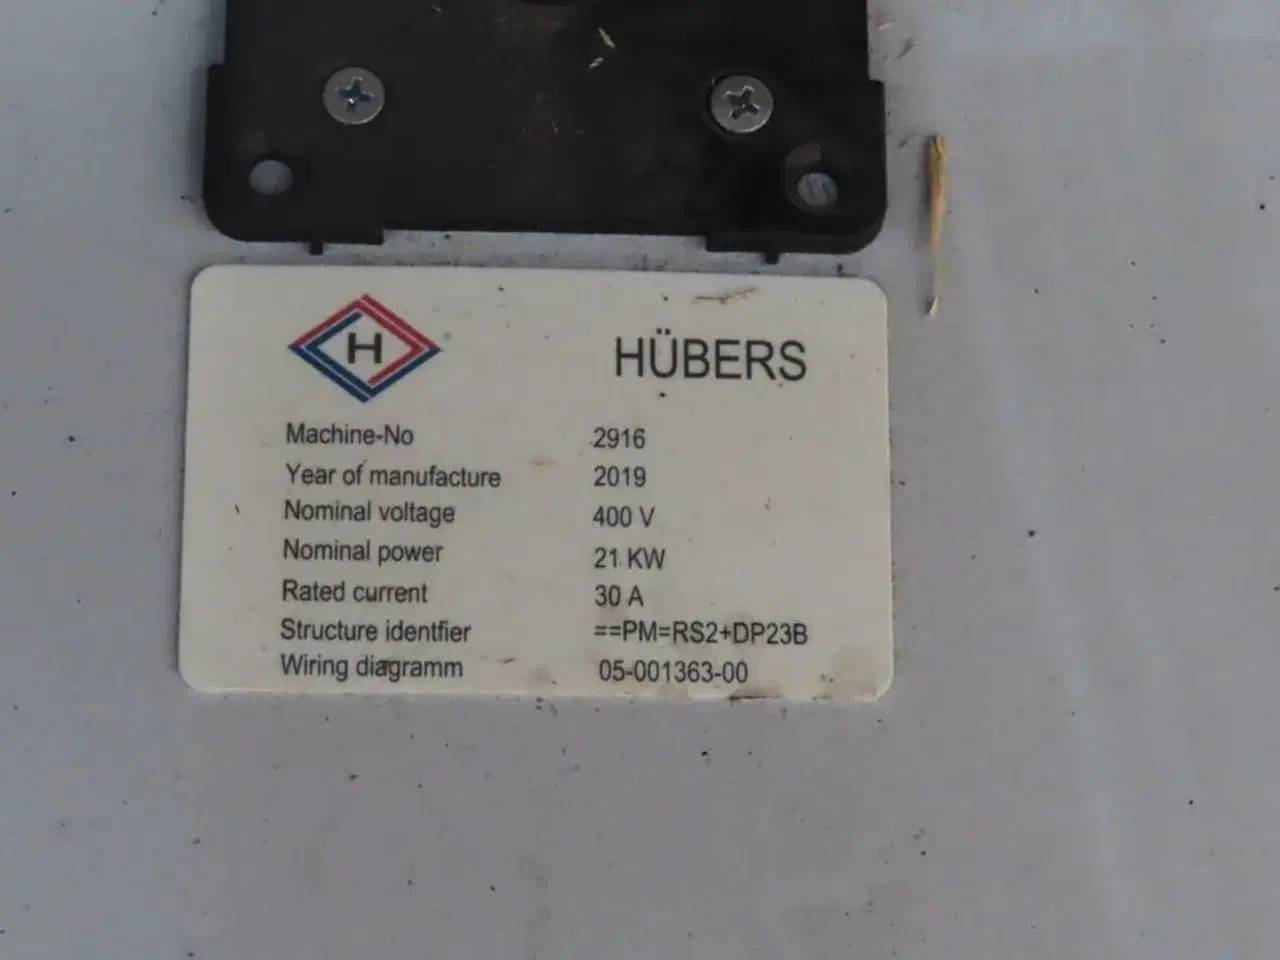 H
HÜBERS
Machine-No 2916
Year of manufacture 2019
Nominal voltage 400 V
Nominal power 21 KW
Rated current 30 A
Structure identfier ==PM=RS2+DP23B
Wiring diagramm 05-001363-00